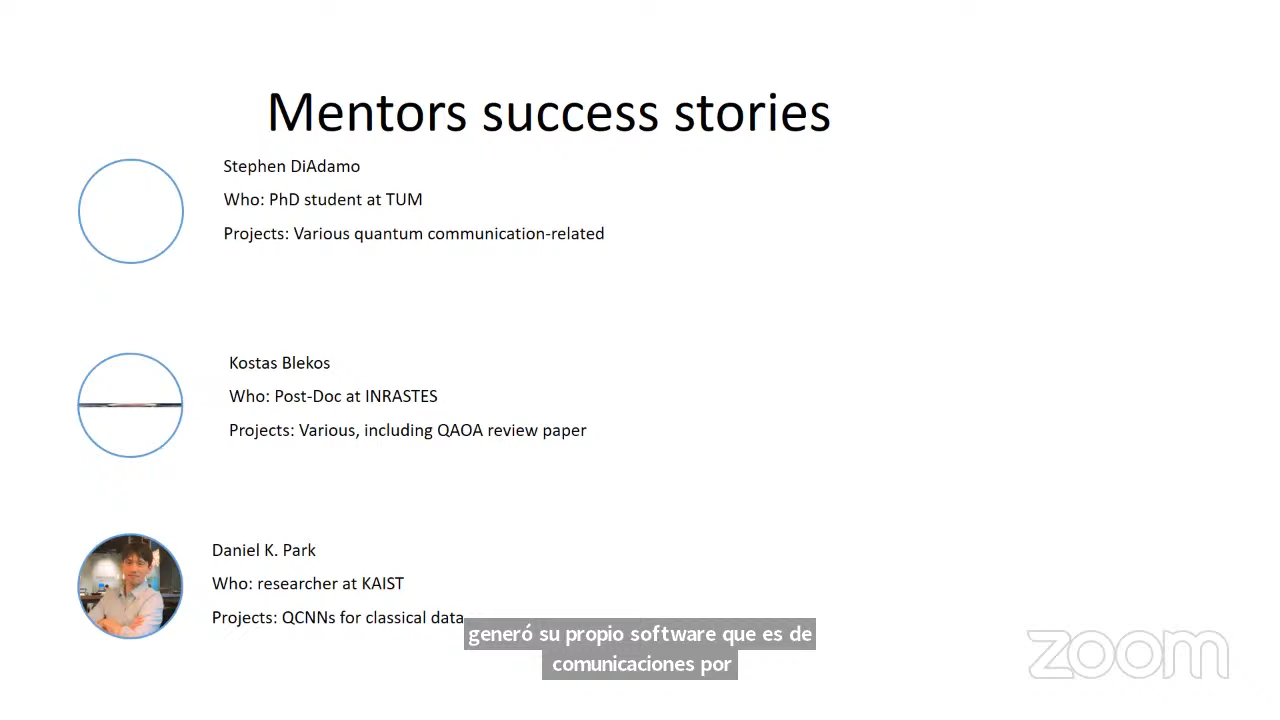 Mentors success stories
Stephen DiAdamo
Who: PhD student at TUM
Projects: Various quantum communication-related
Kostas Blekos
Who: Post-Doc at INRASTES
Projects: Various, including QAOA review paper
Daniel K. Park
Who: researcher at KAIST
Projects: QCNNs for classical data
generó su propio software que es de
comunicaciones por
zoom